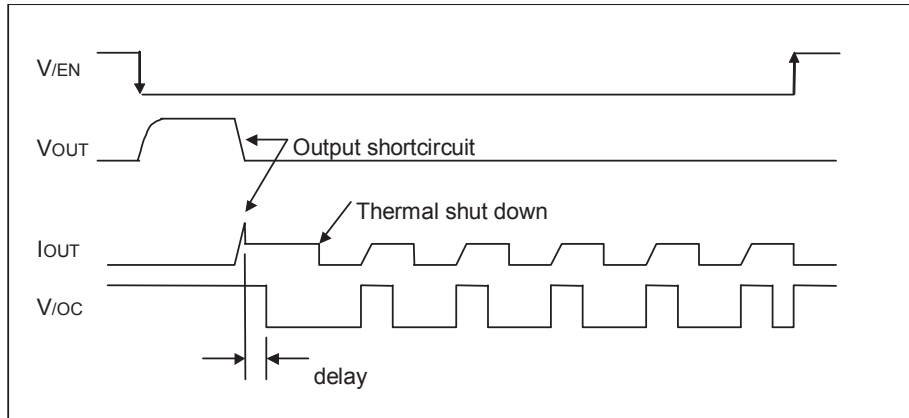 V/EN
VOUT
Output shortcircuit
Thermal shut down
IOUT
V/OC
delay